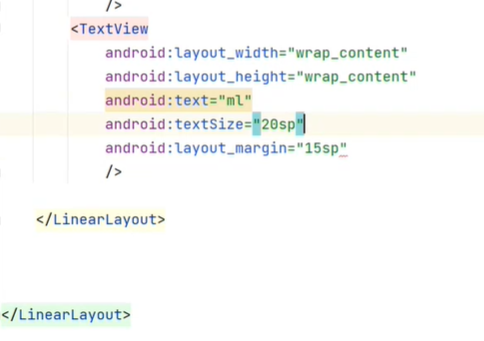 />
<TextView
android:layout_width="wrap_content"
android:layout_height="wrap_content"
android:text="ml"
android:textSize="20sp"
android:layout_margin="15sp"
/>
</LinearLayout>
</LinearLayout>